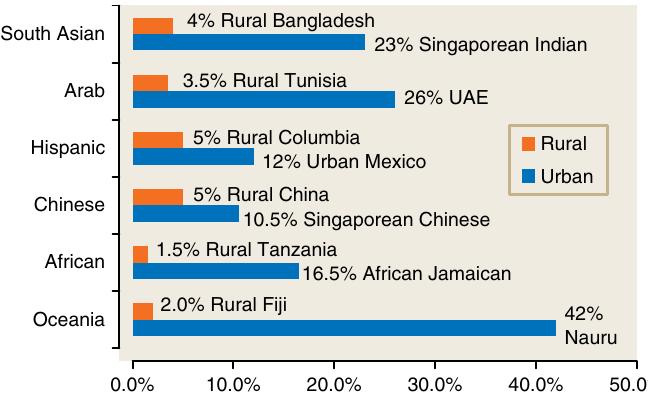 South Asian
4% Rural Bangladesh
23% Singaporean Indian
Arab
3.5% Rural Tunisia
26% UAE
Hispanic
5% Rural Columbia
12% Urban Mexico
Chinese
5% Rural China
10.5% Singaporean Chinese
African
1.5% Rural Tanzania
16.5% African Jamaican
Oceania
2.0% Rural Fiji
42%
Nauru
Rural
Urban
0.0% 10.0% 20.0% 30.0% 40.0% 50.0